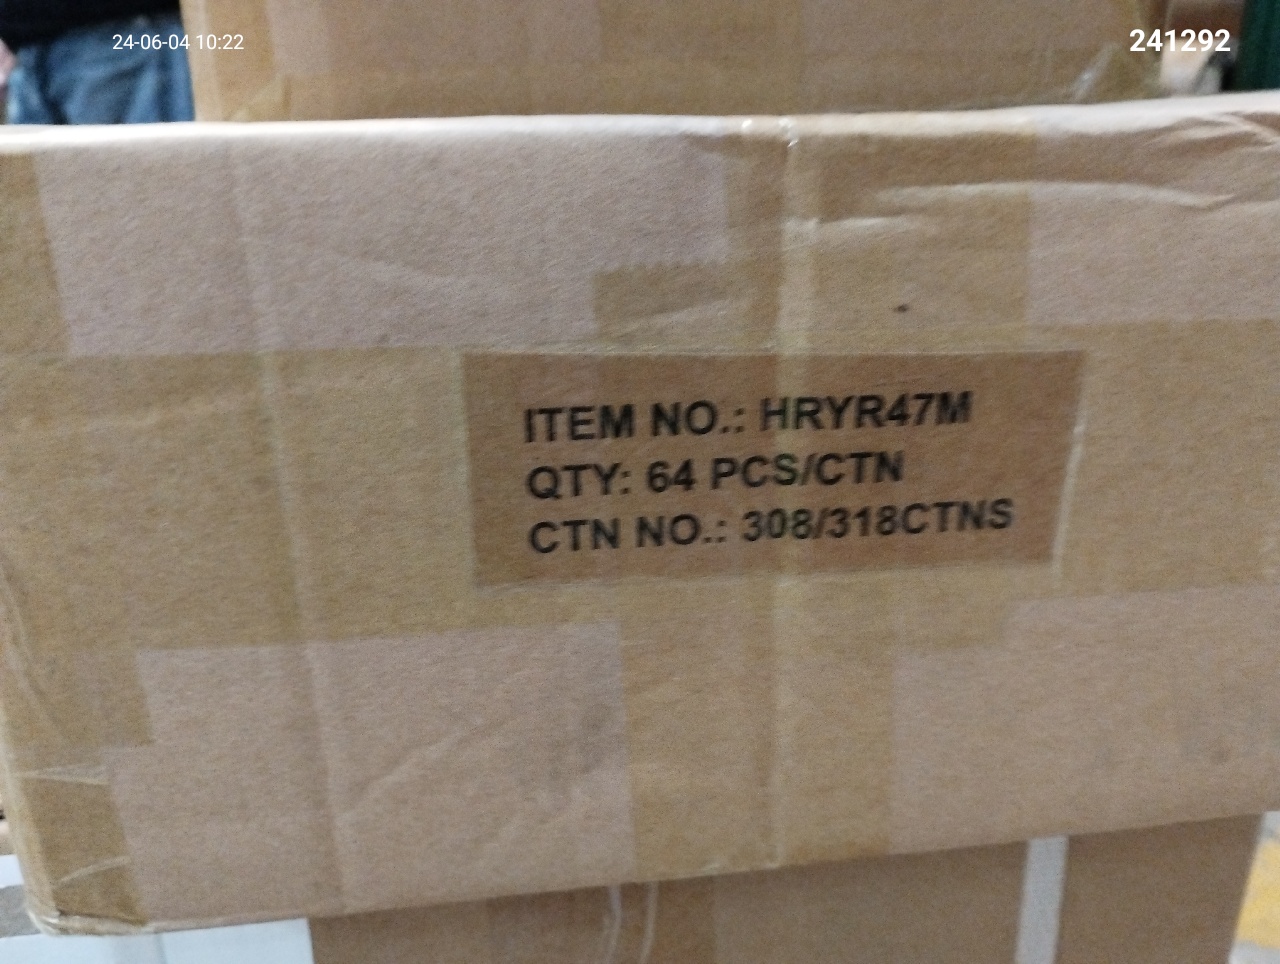 24-06-04 10:22
241292
ITEM NO.: HRYR47M
QTY: 64 PCS/CTN
CTN NO.: 308/318CTNS